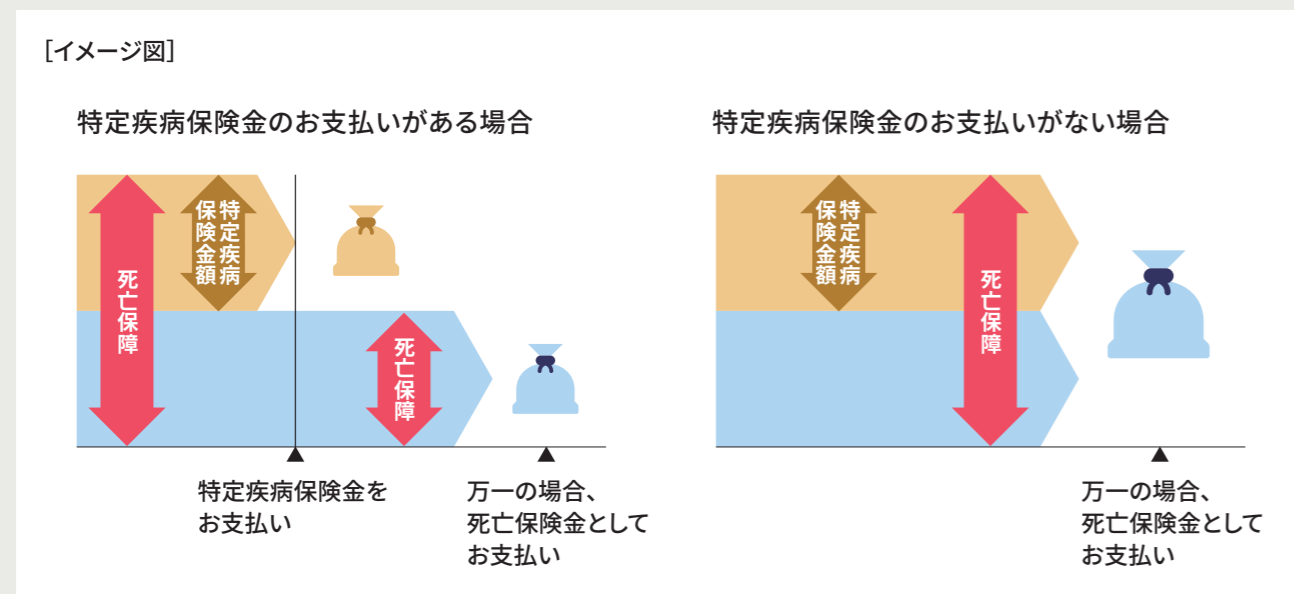 ［イメージ図］
特定疾病保険金のお支払いがある場合
死亡保障
特定疾病
保険金額
死亡保障
特定疾病保険金を
お支払い
万一の場合、
死亡保険金として
お支払い
特定疾病保険金のお支払いがない場合
特定疾病
保険金額
死亡保障
万一の場合、
死亡保険金として
お支払い